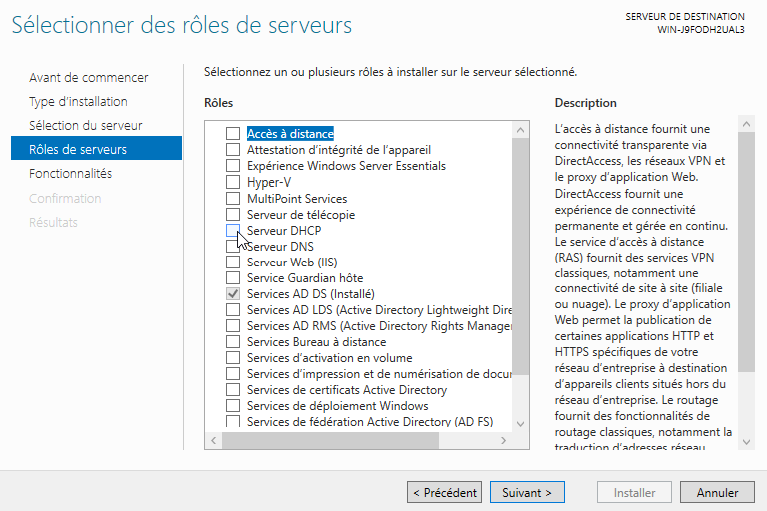 Sélectionner des rôles de serveurs
SERVEUR DE DESTINATION
WIN-J9FODH2UAL3
Avant de commencer
Type d'installation
Sélection du serveur
Rôles de serveurs
Fonctionnalités
Confirmation
Résultats
Sélectionnez un ou plusieurs rôles à installer sur le serveur sélectionné.
Rôles
Accès à distance
Attestation d'intégrité de l'appareil
Expérience Windows Server Essentials
Hyper-V
MultiPoint Services
Serveur de télécopie
Serveur DHCP
Serveur DNS
Serveur Web (IIS)
Service Guardian hôte
Services AD DS (Installé)
Services AD LDS (Active Directory Lightweight Dire
Services AD RMS (Active Directory Rights Manager
Services Bureau à distance
Services d'activation en volume
Services d'impression et de numérisation de docu
Services de certificats Active Directory
Services de déploiement Windows
Services de fédération Active Directory (AD FS)
Description
L'accès à distance fournit une
connectivité transparente via
DirectAccess, les réseaux VPN et
le proxy d'application Web.
DirectAccess fournit une
expérience de connectivité
permanente et gérée en continu.
Le service d'accès à distance
(RAS) fournit des services VPN
classiques, notamment une
connectivité de site à site (filiale
ou nuage). Le proxy d'application
Web permet la publication de
certaines applications HTTP et
HTTPS spécifiques de votre
réseau d'entreprise à destination
d'appareils clients situés hors du
réseau d'entreprise. Le routage
fournit des fonctionnalités de
routage classiques, notamment la
traduction d'adresses réseau
< Précédent
Suivant >
Installer
Annuler